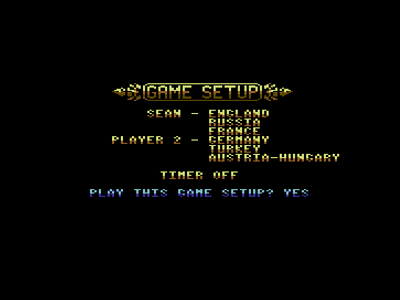 GAME SETUP
SEAN - ENGLAND
RUSSIA
FRANCE
PLAYER 2 - GERMANY
TURKEY
AUSTRIA-HUNGARY
TIMER OFF
PLAY THIS GAME SETUP? YES